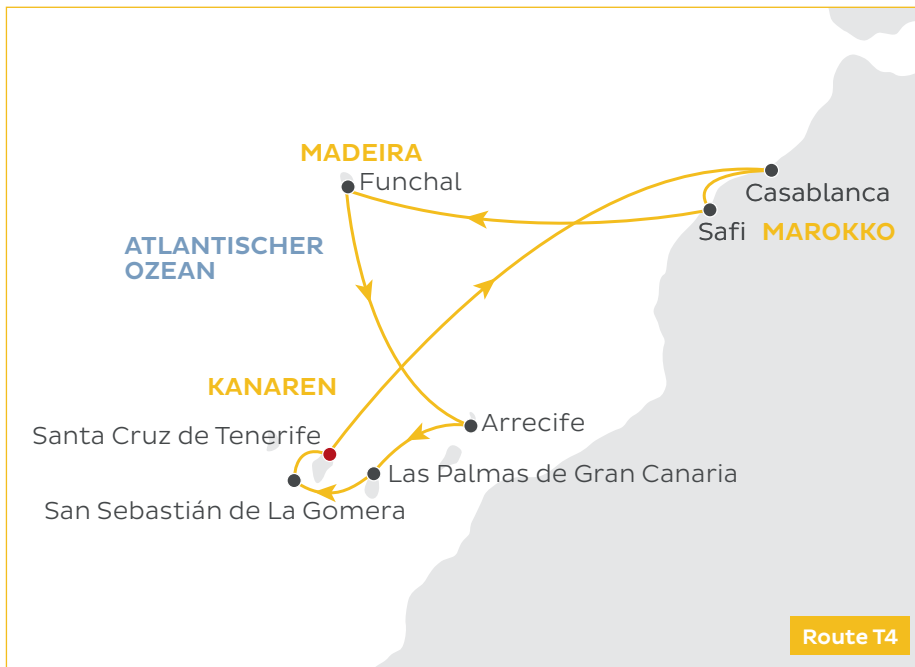 MADEIRA
Funchal
Casablanca
Safi MAROKKO
ATLANTISCHER
OZEAN
KANAREN
Arrecife
Santa Cruz de Tenerife
Las Palmas de Gran Canaria
San Sebastián de La Gomera
Route T4